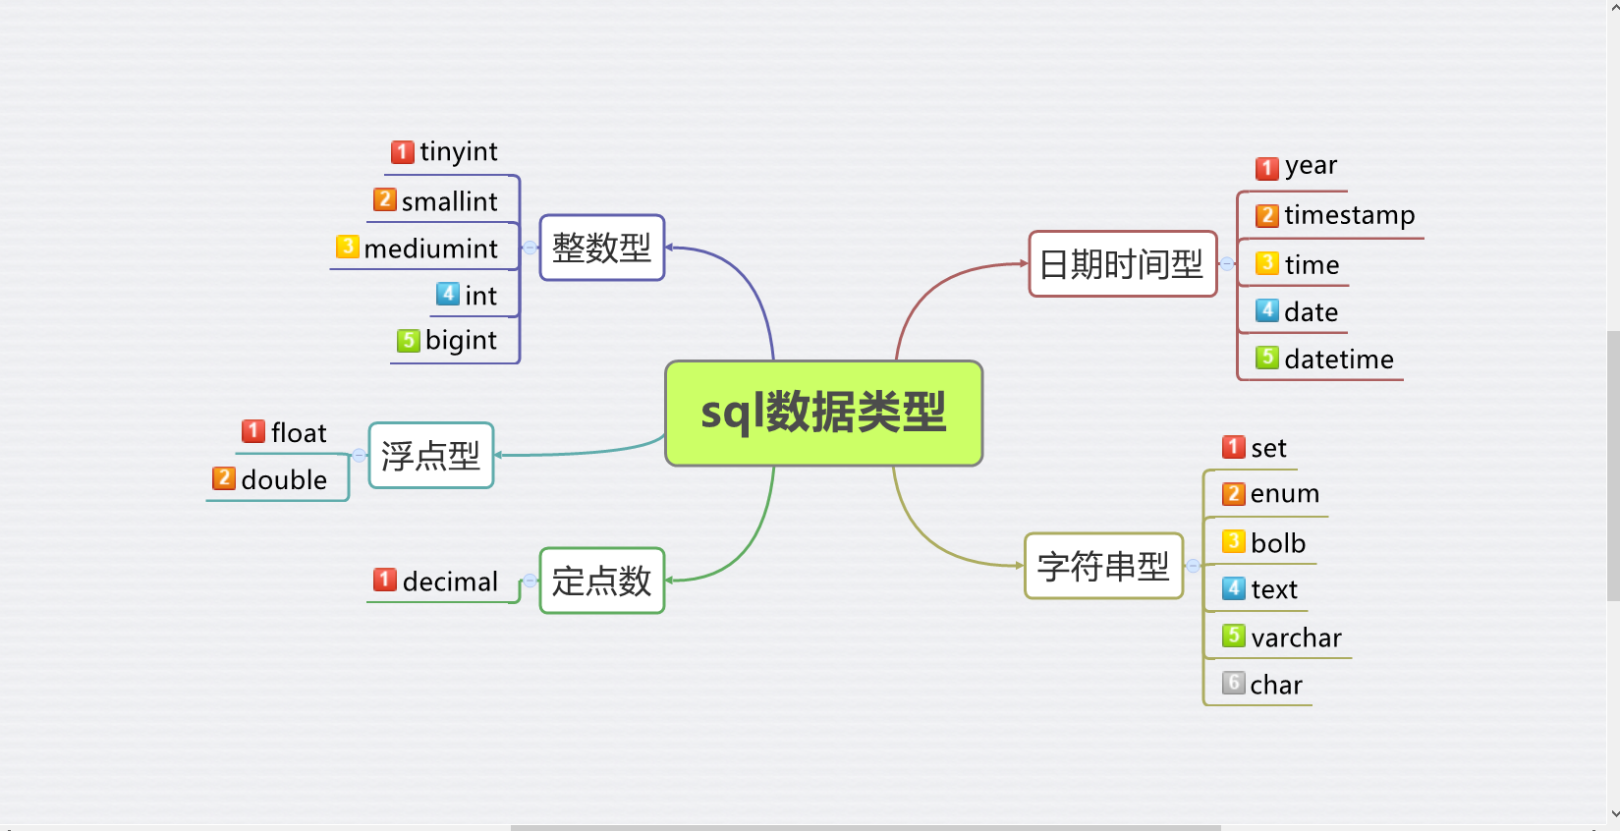 sql数据类型
整数型
1 tinyint
2 smallint
3 mediumint
4 int
5 bigint
浮点型
1 float
2 double
定点数
1 decimal
日期时间型
1 year
2 timestamp
3 time
4 date
5 datetime
字符串型
1 set
2 enum
3 bolb
4 text
5 varchar
6 char